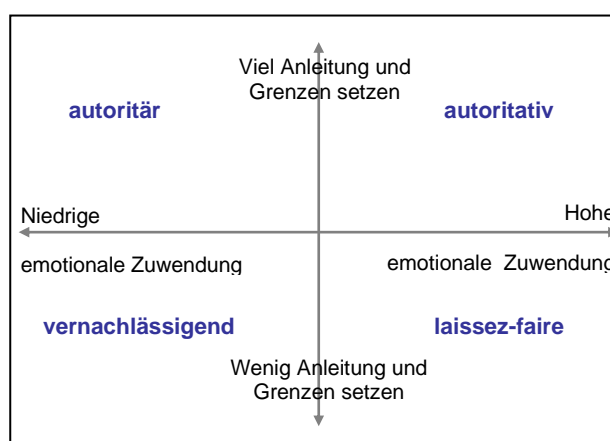 Viel Anleitung und
Grenzen setzen
autoritär
autoritativ
Niedrige
Hohe
emotionale Zuwendung
emotionale Zuwendung
vernachlässigend
laissez-faire
Wenig Anleitung und
Grenzen setzen